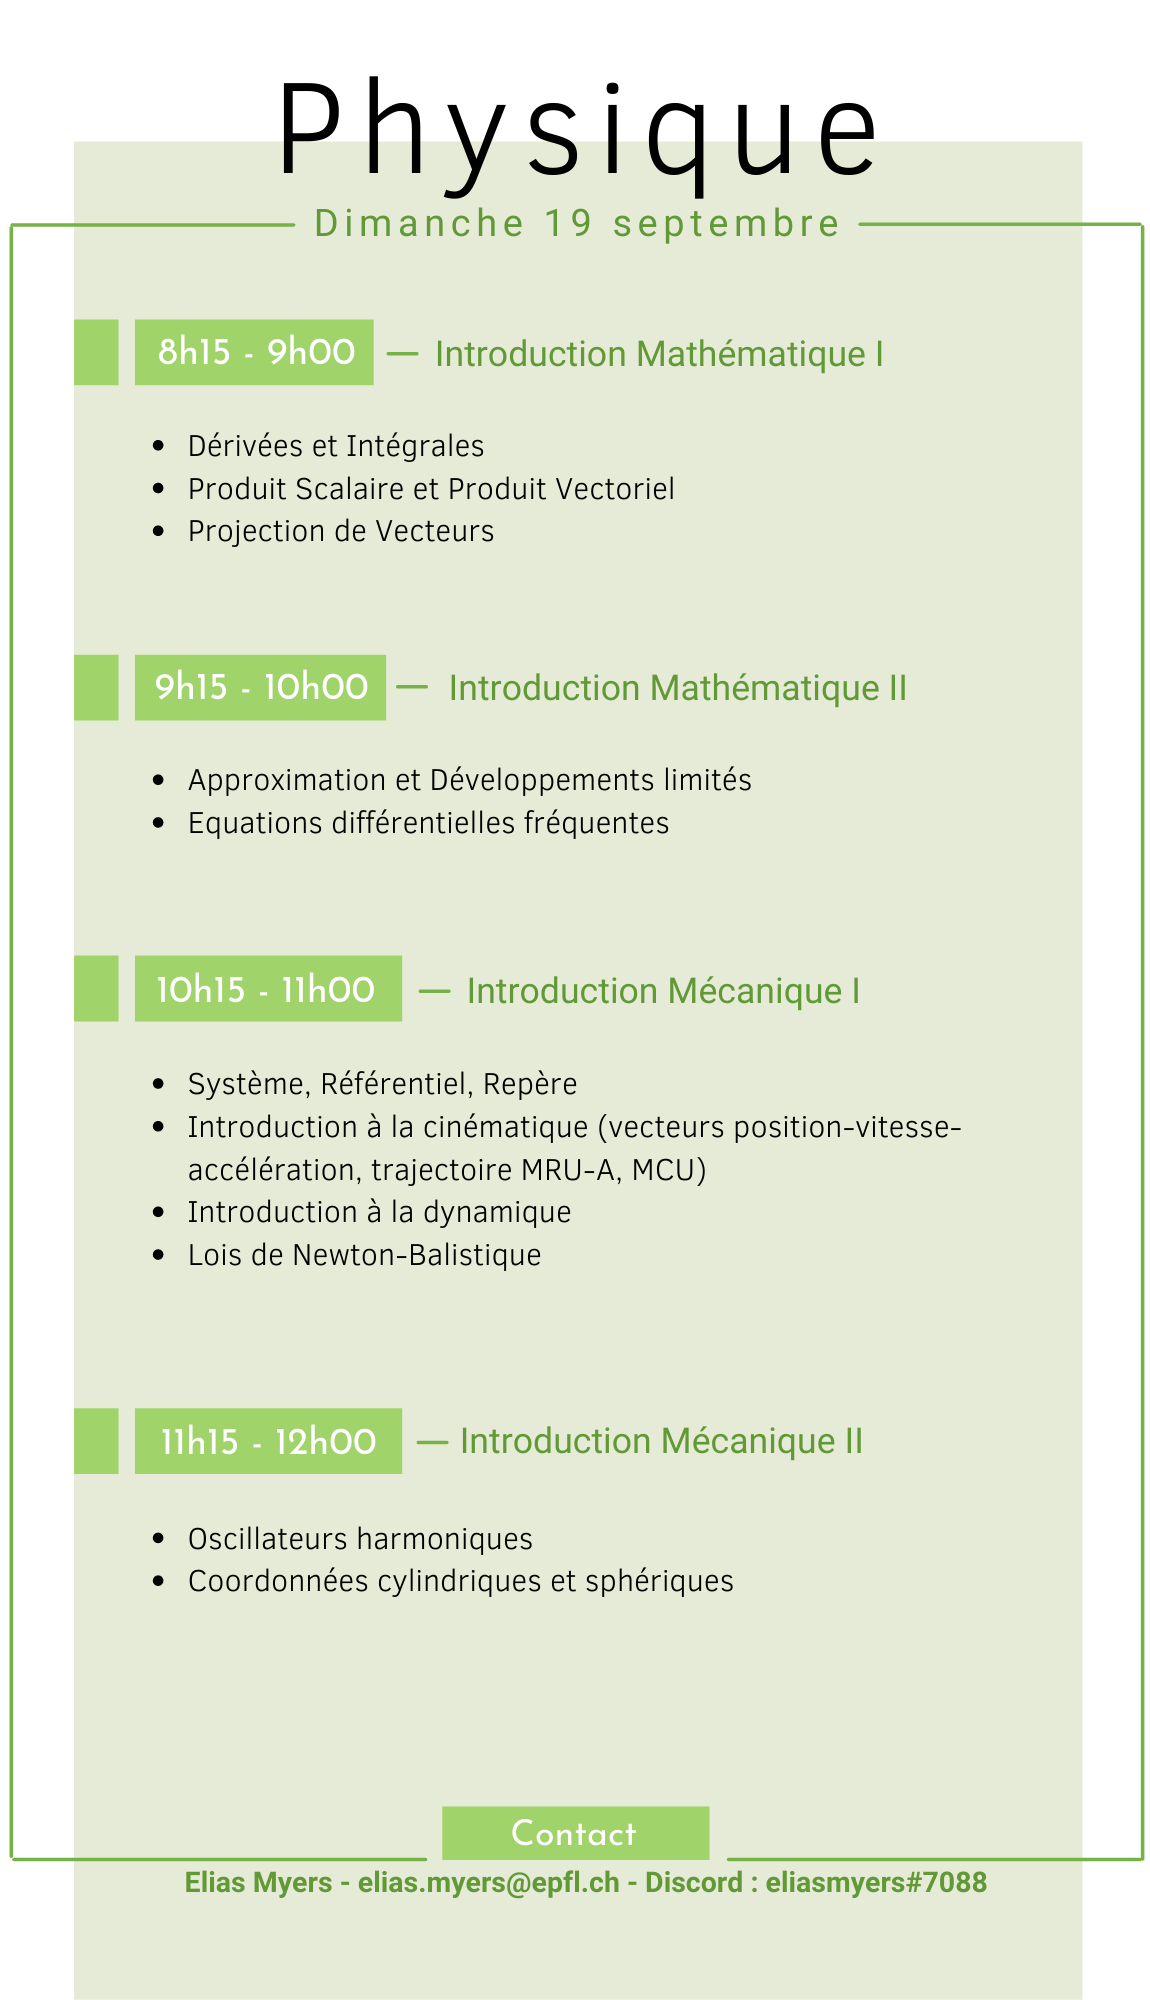 Physique
Dimanche 19 septembre
8h15 - 9h00 — Introduction Mathématique I
• Dérivées et Intégrales
• Produit Scalaire et Produit Vectoriel
• Projection de Vecteurs
9h15 - 10h00 — Introduction Mathématique II
• Approximation et Développements limités
• Equations différentielles fréquentes
10h15 - 11h00 — Introduction Mécanique I
• Système, Référentiel, Repère
• Introduction à la cinématique (vecteurs position-vitesse-
accélération, trajectoire MRU-A, MCU)
• Introduction à la dynamique
• Lois de Newton-Balistique
11h15 - 12h00 — Introduction Mécanique II
• Oscillateurs harmoniques
• Coordonnées cylindriques et sphériques
Contact
Elias Myers - elias.myers@epfl.ch - Discord : eliasmyers#7088